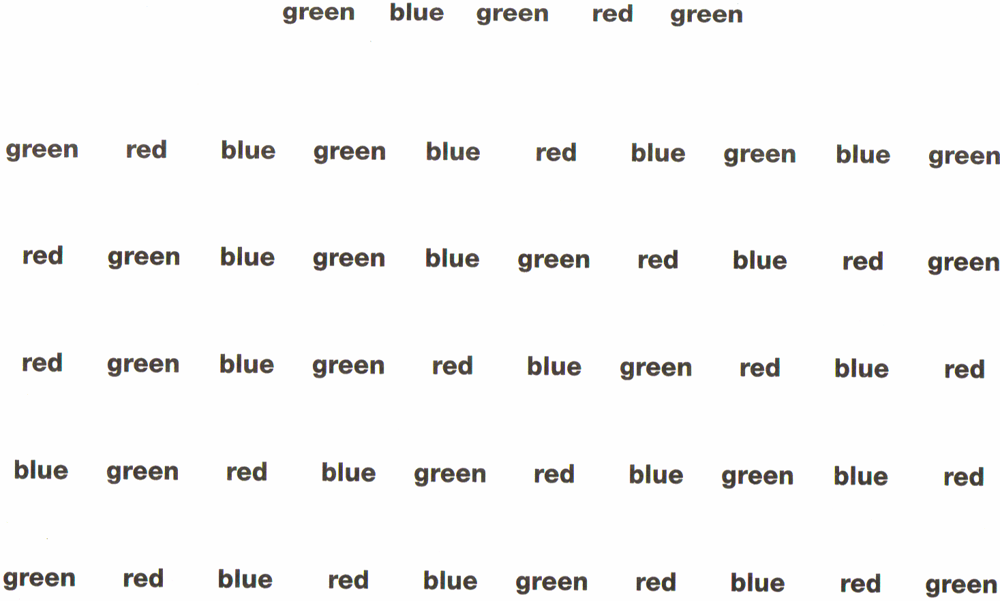 green blue green red green
green red blue green blue red blue green blue green
red green blue green blue green red blue red green
red green blue green red blue green red blue red
blue green red blue green red blue green blue red
green red blue red blue green red blue red green